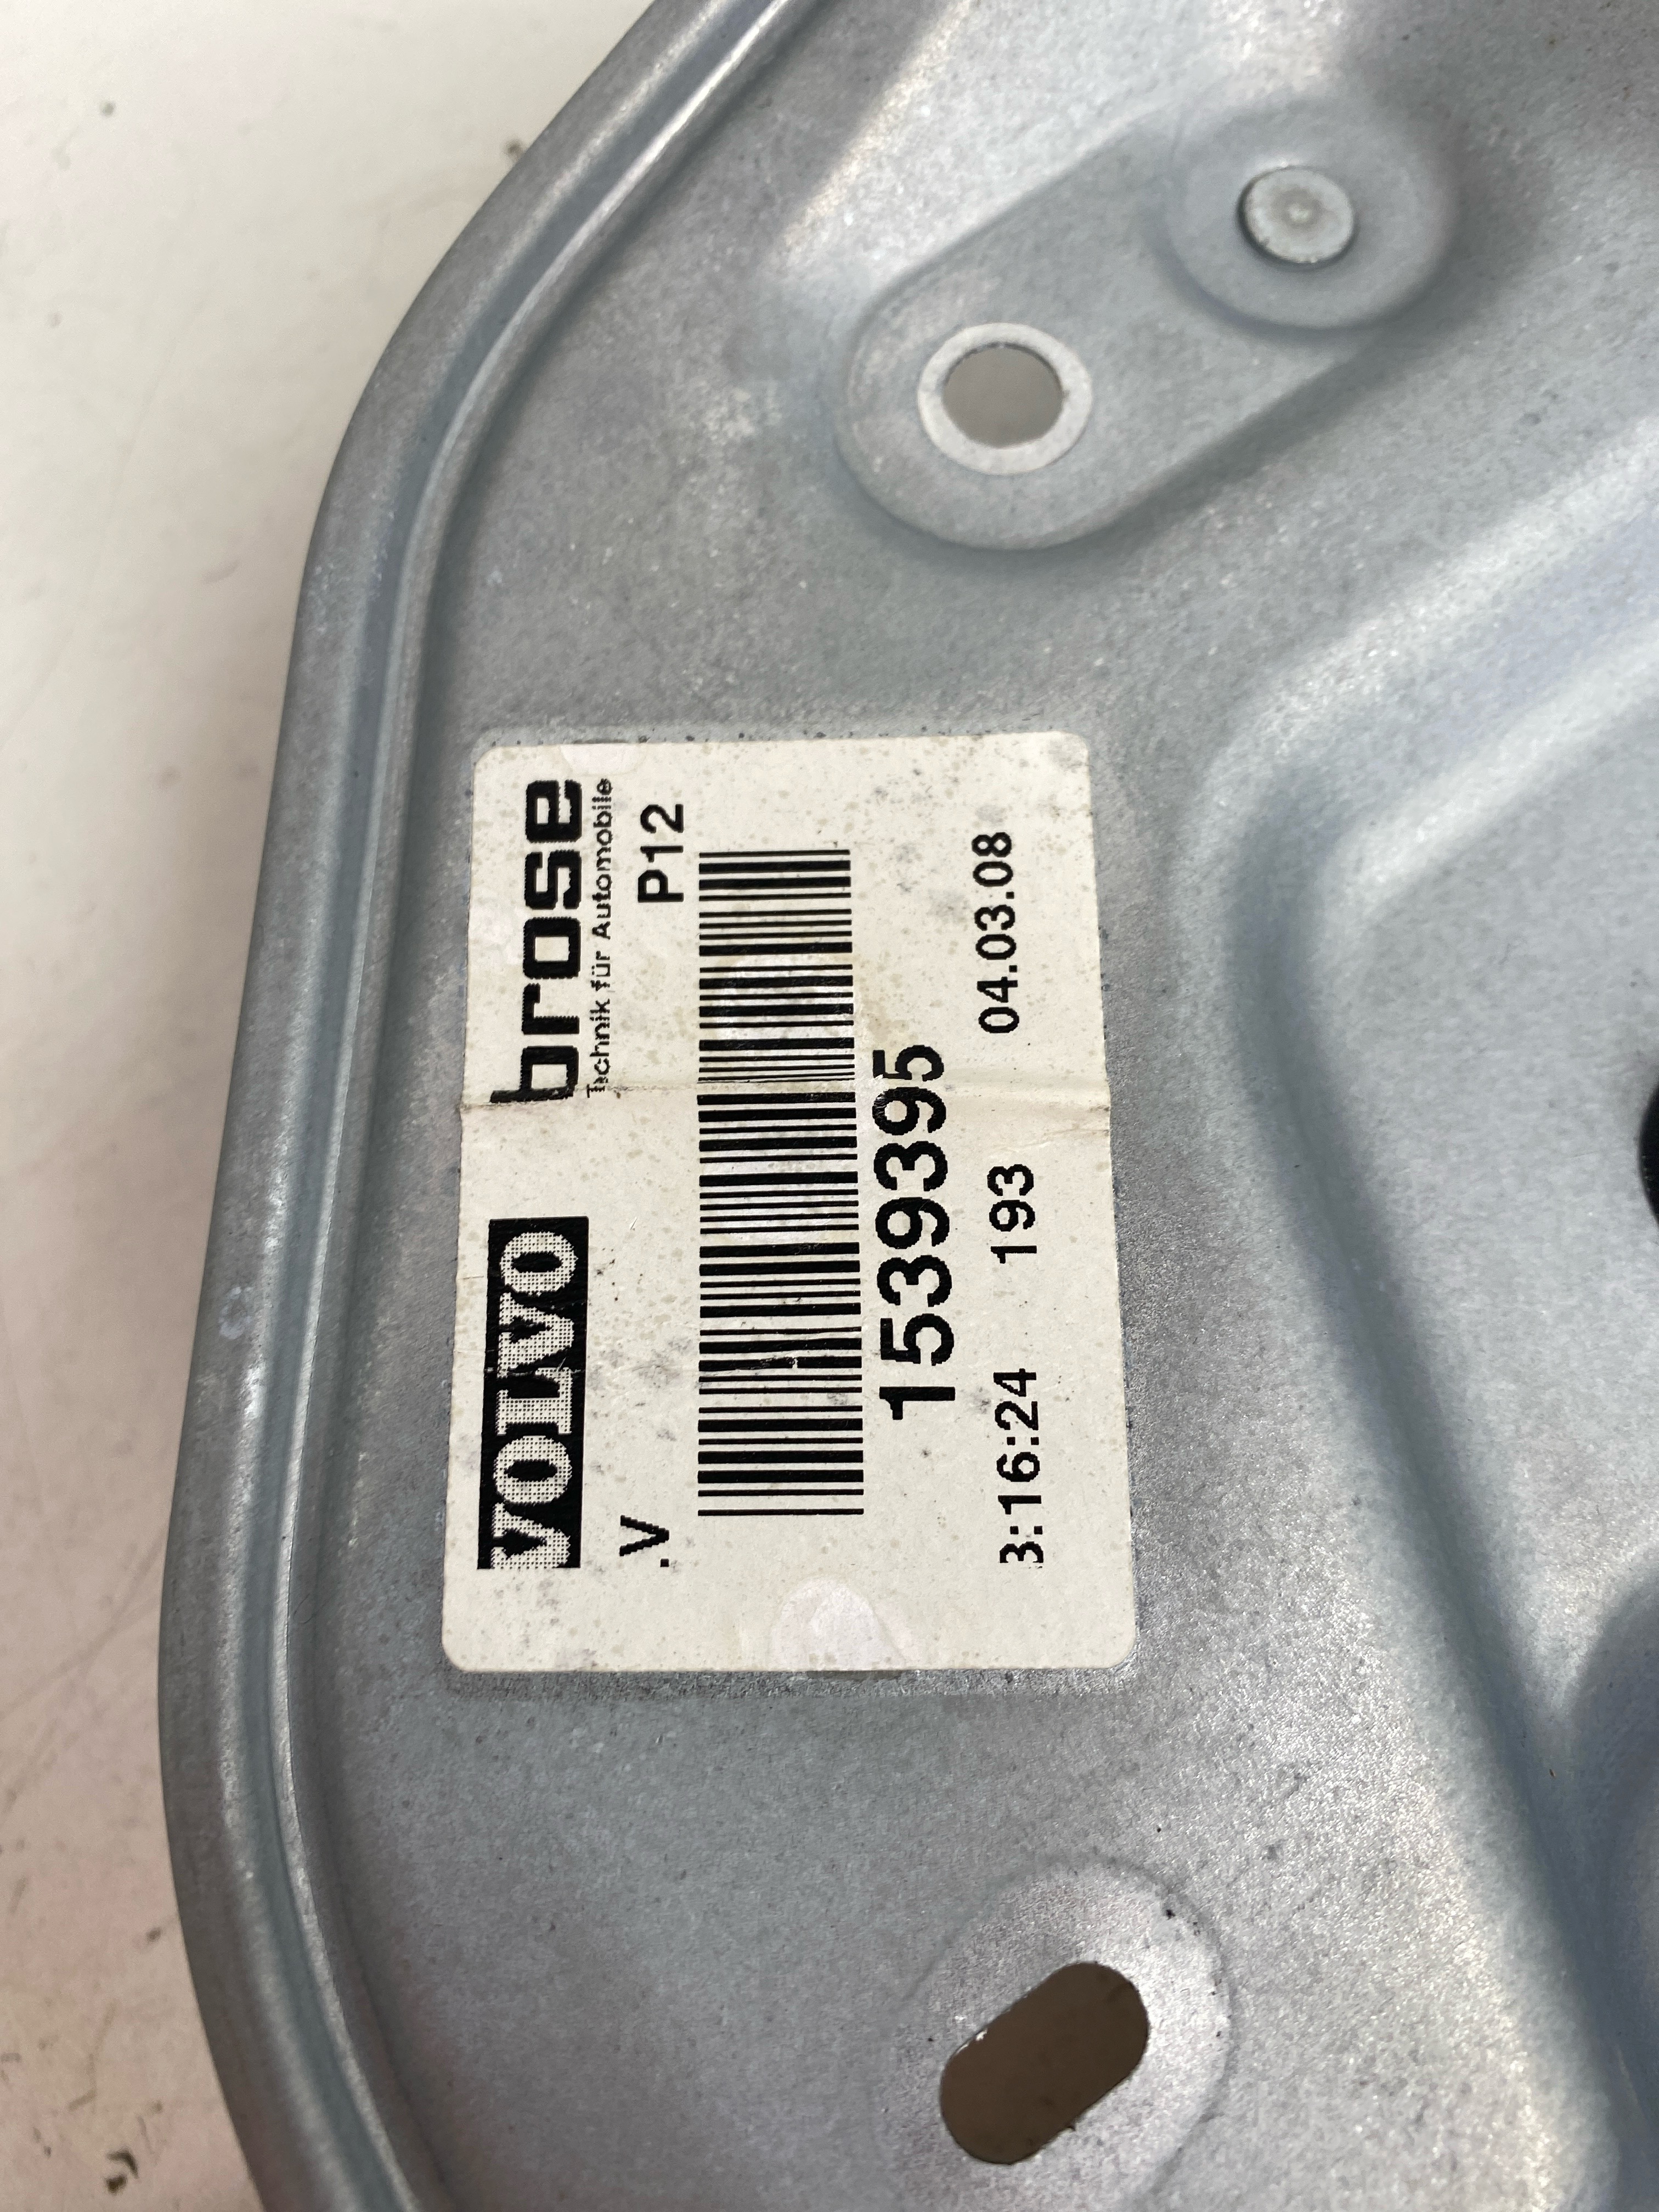 VOLVO brose
Technik für Automobile
.V P12
1539395
3:16:24 193 04.03.08